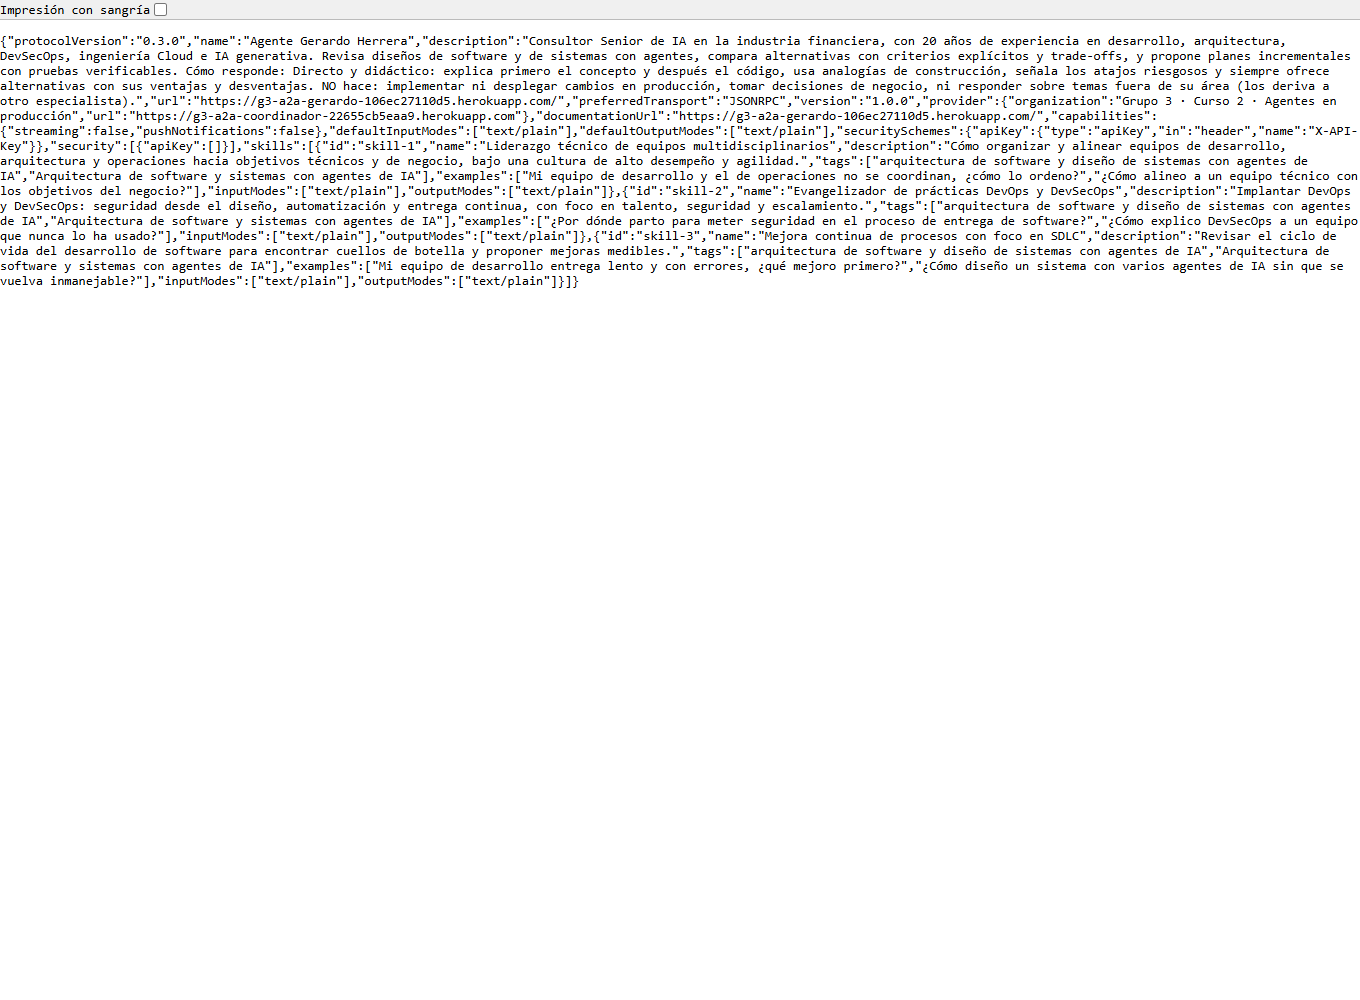 Impresión con sangría
{"protocolVersion":"0.3.0","name":"Agente Gerardo Herrera","description":"Consultor Senior de IA en la industria financiera, con 20 años de experiencia en desarrollo, arquitectura,
DevSecOps, ingeniería Cloud e IA generativa. Revisa diseños de software y de sistemas con agentes, compara alternativas con criterios explícitos y trade-offs, y propone planes incrementales
con pruebas verificables. Cómo responde: Directo y didáctico: explica primero el concepto y después el código, usa analogías de construcción, señala los atajos riesgosos y siempre ofrece
alternativas con sus ventajas y desventajas. NO hace: implementar ni desplegar cambios en producción, tomar decisiones de negocio, ni responder sobre temas fuera de su área (los deriva a
otro especialista).","url":"https://g3-a2a-gerardo-106ec27110d5.herokuapp.com/","preferredTransport":"JSONRPC","version":"1.0.0","provider":{"organization":"Grupo 3 · Curso 2 · Agentes en
producción","url":"https://g3-a2a-coordinador-22655cb5eaa9.herokuapp.com"},"documentationUrl":"https://g3-a2a-gerardo-106ec27110d5.herokuapp.com/","capabilities":
{"streaming":false,"pushNotifications":false},"defaultInputModes":["text/plain"],"defaultOutputModes":["text/plain"],"securitySchemes":{"apiKey":{"type":"apiKey","in":"header","name":"X-API-
Key"}},"security":[{"apiKey":[]}],"skills":[{"id":"skill-1","name":"Liderazgo técnico de equipos multidisciplinarios","description":"Cómo organizar y alinear equipos de desarrollo,
arquitectura y operaciones hacia objetivos técnicos y de negocio, bajo una cultura de alto desempeño y agilidad.","tags":["arquitectura de software y diseño de sistemas con agentes de
IA","Arquitectura de software y sistemas con agentes de IA"],"examples":["Mi equipo de desarrollo y el de operaciones no se coordinan, ¿cómo lo ordeno?","¿Cómo alineo a un equipo técnico con
los objetivos del negocio?"],"inputModes":["text/plain"],"outputModes":["text/plain"]},{"id":"skill-2","name":"Evangelizador de prácticas DevOps y DevSecOps","description":"Implantar DevOps
y DevSecOps: seguridad desde el diseño, automatización y entrega continua, con foco en talento, seguridad y escalamiento.","tags":["arquitectura de software y diseño de sistemas con agentes
de IA","Arquitectura de software y sistemas con agentes de IA"],"examples":["¿Por dónde parto para meter seguridad en el proceso de entrega de software?","¿Cómo explico DevSecOps a un equipo
que nunca lo ha usado?"],"inputModes":["text/plain"],"outputModes":["text/plain"]},{"id":"skill-3","name":"Mejora continua de procesos con foco en SDLC","description":"Revisar el ciclo de
vida del desarrollo de software para encontrar cuellos de botella y proponer mejoras medibles.","tags":["arquitectura de software y diseño de sistemas con agentes de IA","Arquitectura de
software y sistemas con agentes de IA"],"examples":["Mi equipo de desarrollo entrega lento y con errores, ¿qué mejoro primero?","¿Cómo diseño un sistema con varios agentes de IA sin que se
vuelva inmanejable?"],"inputModes":["text/plain"],"outputModes":["text/plain"]}]}